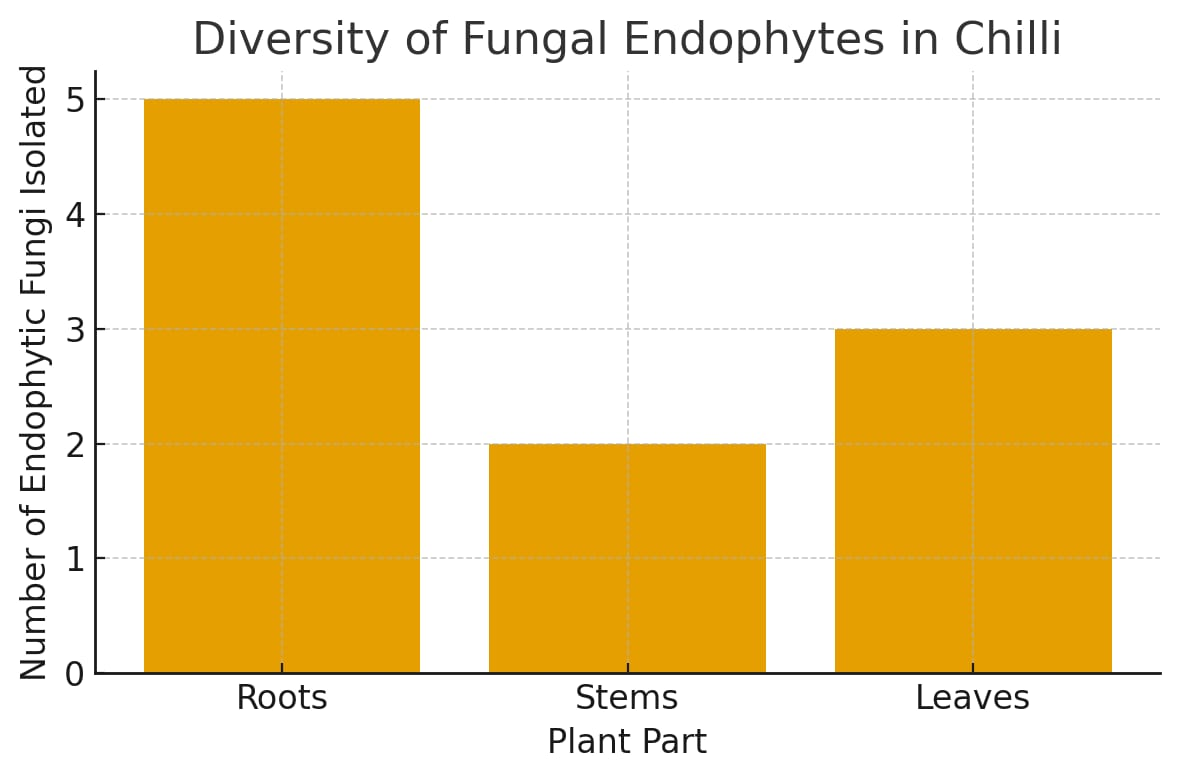 Diversity of Fungal Endophytes in Chilli
Number of Endophytic Fungi Isolated
5
4
3
2
1
0
Roots
Stems
Leaves
Plant Part